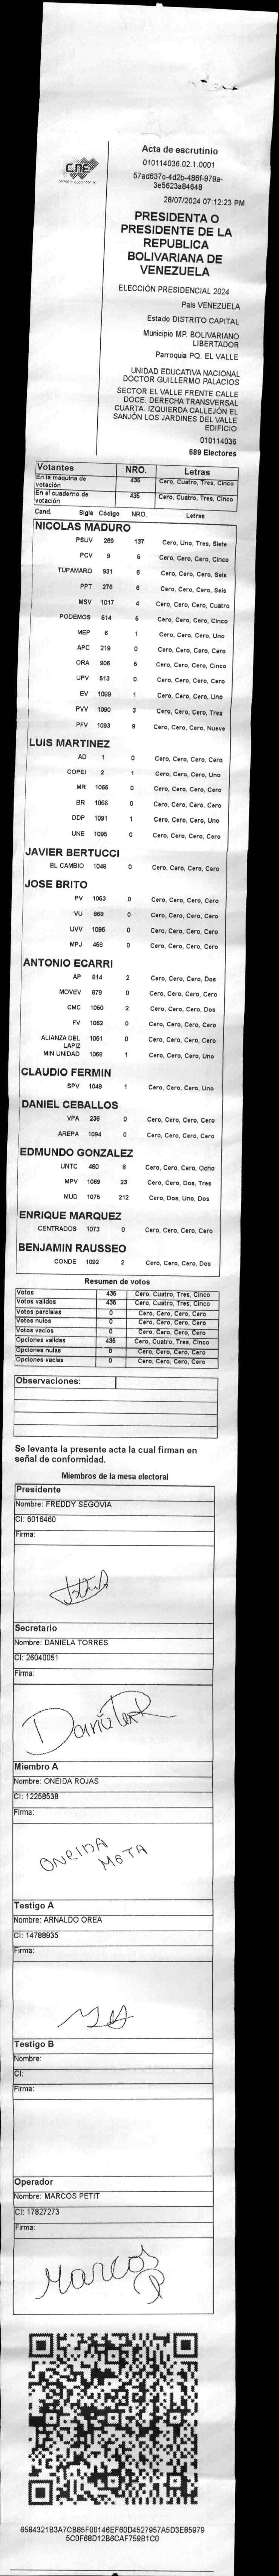 CNE
Acta de escrutinio
010114036.02.1.0001
57ad637c-4d2b-486f-979a-
3e5623a84648
28/07/2024 07:12:23 PM
PRESIDENTA O
PRESIDENTE DE LA
REPUBLICA
BOLIVARIANA DE
VENEZUELA
ELECCIÓN PRESIDENCIAL 2024
Pais VENEZUELA
Estado DISTRITO CAPITAL
Municipio MP. BOLIVARIANO
LIBERTADOR
Parroquia PQ. EL VALLE
UNIDAD EDUCATIVA NACIONAL
DOCTOR GUILLERMO PALACIOS
SECTOR EL VALLE FRENTE CALLE
DOCE. DERECHA TRANSVERSAL
CUARTA. IZQUIERDA CALLEJÓN EL
SANJÓN LOS JARDINES DEL VALLE
EDIFICIO
010114036
689 Electores
Votantes NRO. Letras
En la máquina de votación 435 Cero, Cuatro, Tres, Cinco
En el cuaderno de votación 435 Cero, Cuatro, Tres, Cinco
Cand. Sigla Código NRO. Letras
NICOLAS MADURO
PSUV 269 137 Cero, Uno, Tres, Siete
PCV 9 5 Cero, Cero, Cero, Cinco
TUPAMARO 931 6 Cero, Cero, Cero, Seis
PPT 276 6 Cero, Cero, Cero, Seis
MSV 1017 4 Cero, Cero, Cero, Cuatro
PODEMOS 514 5 Cero, Cero, Cero, Cinco
MEP 6 1 Cero, Cero, Cero, Uno
APC 219 0 Cero, Cero, Cero, Cero
ORA 906 5 Cero, Cero, Cero, Cinco
UPV 513 0 Cero, Cero, Cero, Cero
EV 1089 1 Cero, Cero, Cero, Uno
PVV 1090 3 Cero, Cero, Cero, Tres
PFV 1093 9 Cero, Cero, Cero, Nueve
LUIS MARTINEZ
AD 1 0 Cero, Cero, Cero, Cero
COPEI 2 1 Cero, Cero, Cero, Uno
MR 1065 0 Cero, Cero, Cero, Cero
BR 1066 0 Cero, Cero, Cero, Cero
DDP 1091 1 Cero, Cero, Cero, Uno
UNE 1095 0 Cero, Cero, Cero, Cero
JAVIER BERTUCCI
EL CAMBIO 1048 0 Cero, Cero, Cero, Cero
JOSE BRITO
PV 1053 0 Cero, Cero, Cero, Cero
VU 969 0 Cero, Cero, Cero, Cero
UVV 1096 0 Cero, Cero, Cero, Cero
MPJ 458 0 Cero, Cero, Cero, Cero
ANTONIO ECARRI
AP 814 2 Cero, Cero, Cero, Dos
MOVEV 878 0 Cero, Cero, Cero, Cero
CMC 1050 2 Cero, Cero, Cero, Dos
FV 1052 0 Cero, Cero, Cero, Cero
ALIANZA DEL LAPIZ 1051 0 Cero, Cero, Cero, Cero
MIN UNIDAD 1068 1 Cero, Cero, Cero, Uno
CLAUDIO FERMIN
SPV 1049 1 Cero, Cero, Cero, Uno
DANIEL CEBALLOS
VPA 236 0 Cero, Cero, Cero, Cero
AREPA 1094 0 Cero, Cero, Cero, Cero
EDMUNDO GONZALEZ
UNTC 460 8 Cero, Cero, Cero, Ocho
MPV 1069 23 Cero, Cero, Dos, Tres
MUD 1075 212 Cero, Dos, Uno, Dos
ENRIQUE MARQUEZ
CENTRADOS 1073 0 Cero, Cero, Cero, Cero
BENJAMIN RAUSSEO
CONDE 1092 2 Cero, Cero, Cero, Dos
Resumen de votos
Votos 435 Cero, Cuatro, Tres, Cinco
Votos validos 435 Cero, Cuatro, Tres, Cinco
Votos parciales 0 Cero, Cero, Cero, Cero
Votos nulos 0 Cero, Cero, Cero, Cero
Votos vacios 0 Cero, Cero, Cero, Cero
Opciones validas 435 Cero, Cuatro, Tres, Cinco
Opciones nulas 0 Cero, Cero, Cero, Cero
Opciones vacias 0 Cero, Cero, Cero, Cero
Observaciones:
Se levanta la presente acta la cual firman en
señal de conformidad.
Miembros de la mesa electoral
Presidente
Nombre: FREDDY SEGOVIA
CI: 6016460
Firma:
Secretario
Nombre: DANIELA TORRES
CI: 26040051
Firma:
Miembro A
Nombre: ONEIDA ROJAS
CI: 12258538
Firma:
ONEIDA MOTA
Testigo A
Nombre: ARNALDO OREA
CI: 14788935
Firma:
Testigo B
Nombre:
CI:
Firma:
Operador
Nombre: MARCOS PETIT
CI: 17827273
Firma:
Marcos P
6584321B3A7CB85F00146EF60D4527957A5D3E85979
5C0F68D12B6CAF759B1C0